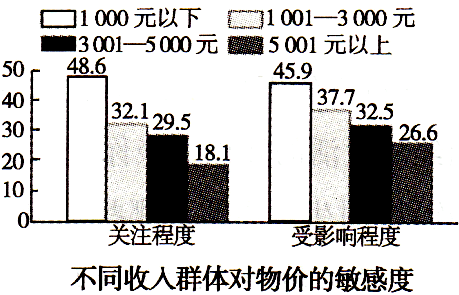 1 000 元以下 1 001—3 000 元
3 001—5 000 元 5 001 元以上
50
40
30
20
10
0
48.6 32.1 29.5 18.1
45.9 37.7 32.5 26.6
关注程度 受影响程度
不同收入群体对物价的敏感度